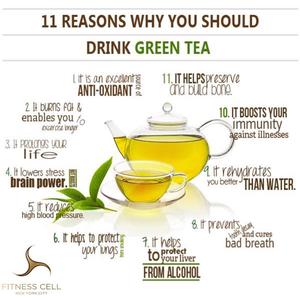 11 REASONS WHY YOU SHOULD
DRINK GREEN TEA
1. it is an excellent source of
ANTI-OXIDANT
2. It burns fat &
enables you to
excercise longer
3. IT PROLONGS YOUR
life
4. It lowers stress
brain power.
5. it reduces
high blood pressure.
6. it helps to protect
your lungs
7. it helps
to protect
your liver
FROM ALCOHOL
8. it prevents
and cures
bad breath
9. it rehydrates
you better THAN WATER.
10. IT BOOSTS YOUR
immunity
against illnesses
11. IT HELPS preserve
and build bone.
FITNESS CELL
NEW YORK CITY